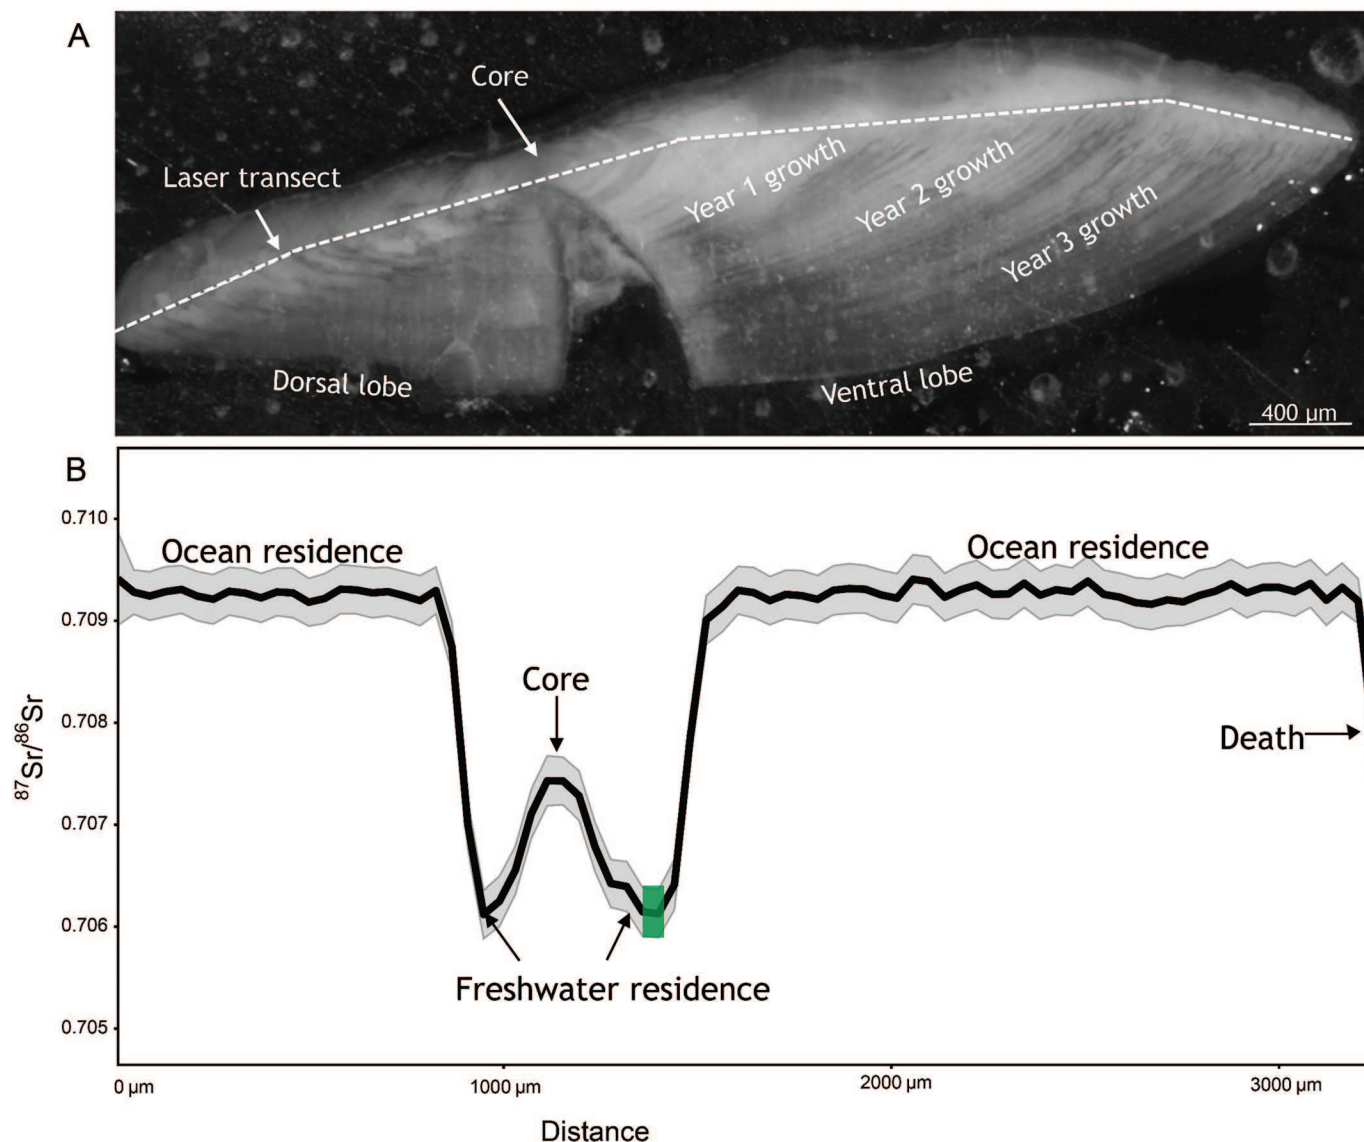 A
Core
Laser transect
Year 1 growth
Year 2 growth
Year 3 growth
Dorsal lobe
Ventral lobe
400 µm
B
0.710
0.709
0.708
0.707
0.706
0.705
⁸⁷Sr/⁸⁶Sr
Ocean residence
Ocean residence
Core
Death
Freshwater residence
0 µm
1000 µm
2000 µm
3000 µm
Distance